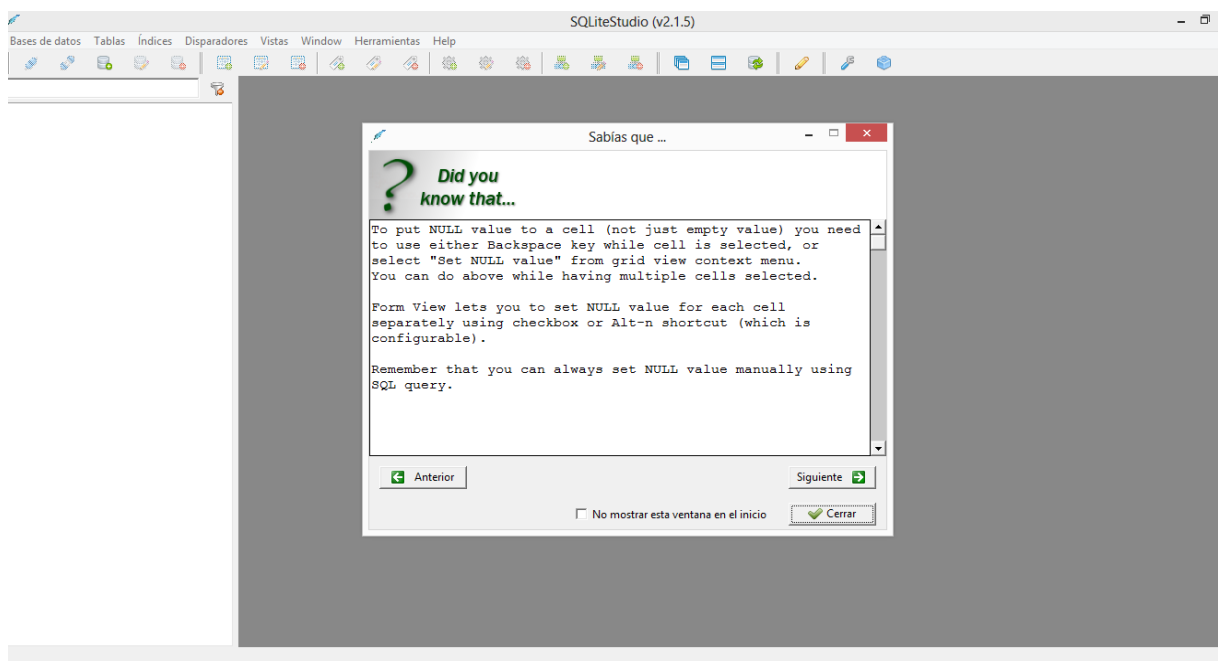 SQLiteStudio (v2.1.5)
Bases de datos Tablas Índices Disparadores Vistas Window Herramientas Help
Sabías que ...
?
Did you
know that...
To put NULL value to a cell (not just empty value) you need
to use either Backspace key while cell is selected, or
select "Set NULL value" from grid view context menu.
You can do above while having multiple cells selected.
Form View lets you to set NULL value for each cell
separately using checkbox or Alt-n shortcut (which is
configurable).
Remember that you can always set NULL value manually using
SQL query.
Anterior
Siguiente
No mostrar esta ventana en el inicio
Cerrar